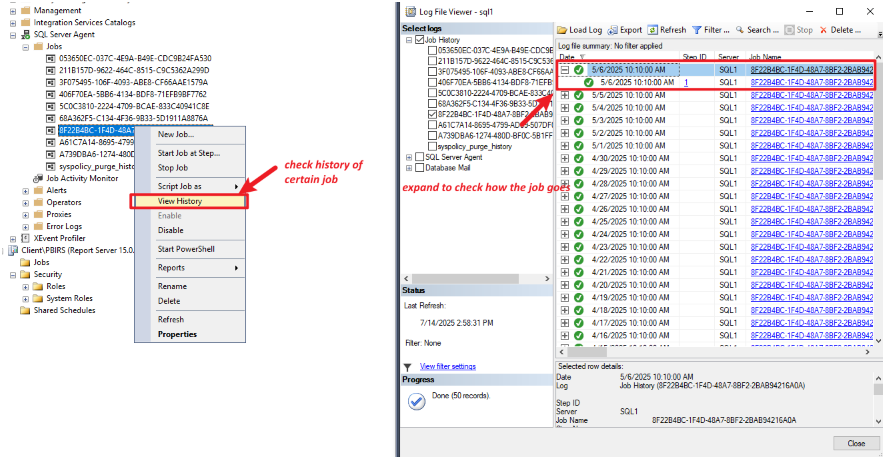 Management
Integration Services Catalogs
SQL Server Agent
Jobs
053650EC-037C-4E9A-B49E-CDC9B24FA530
211B157D-9622-464C-8515-C9C5362A299D
3F075495-106F-4093-ABE8-CF66AAE1579A
406F70EA-5BB6-4134-BDF8-71EFB9BF7762
5C0C3810-2224-4709-BCAE-833C40941C8E
68A362F5-C134-4F36-9B33-5D1911A8876A
8F22B4BC-1F4D-48A7
A61C7A14-8695-4799
A739DBA6-1274-480D
syspolicy_purge_histo
Job Activity Monitor
Alerts
Operators
Proxies
Error Logs
XEvent Profiler
Client\PBIRS (Report Server 15.0.
Jobs
Security
Roles
System Roles
Shared Schedules
New Job...
Start Job at Step...
Stop Job
Script Job as
View History
Enable
Disable
Start PowerShell
Reports
Rename
Delete
Refresh
Properties
check history of
certain job
Log File Viewer - sql1
Select logs
Job History
053650EC-037C-4E9A-B49E-CDC9B
211B157D-9622-464C-8515-C9C53
3F075495-106F-4093-ABE8-CF66AA
406F70EA-5BB6-4134-BDF8-71EFB
5C0C3810-2224-4709-BCAE-833C40
68A362F5-C134-4F36-9B33-5D1911
8F22B4BC-1F4D-48A7-8BF2-2BAB9
A61C7A14-8695-4799-AD95-507DF0
A739DBA6-1274-480D-BF0C-5B1FF
syspolicy_purge_history
SQL Server Agent
Database Mail
expand to check how the job goes
Status
Last Refresh:
7/14/2025 2:58:31 PM
Filter: None
View filter settings
Progress
Done (50 records).
Load Log Export Refresh Filter... Search... Stop Delete...
Log file summary: No filter applied
Date Step ID Server Job Name
5/6/2025 10:10:00 AM SQL1 8F22B4BC-1F4D-48A7-8BF2-2BAB942
5/6/2025 10:10:00 AM 1 SQL1 8F22B4BC-1F4D-48A7-8BF2-2BAB942
5/5/2025 10:10:00 AM SQL1 8F22B4BC-1F4D-48A7-8BF2-2BAB942
5/4/2025 10:10:00 AM SQL1 8F22B4BC-1F4D-48A7-8BF2-2BAB942
5/3/2025 10:10:00 AM SQL1 8F22B4BC-1F4D-48A7-8BF2-2BAB942
5/2/2025 10:10:00 AM SQL1 8F22B4BC-1F4D-48A7-8BF2-2BAB942
5/1/2025 10:10:00 AM SQL1 8F22B4BC-1F4D-48A7-8BF2-2BAB942
4/30/2025 10:10:00 AM SQL1 8F22B4BC-1F4D-48A7-8BF2-2BAB942
4/29/2025 10:10:00 AM SQL1 8F22B4BC-1F4D-48A7-8BF2-2BAB942
4/28/2025 10:10:00 AM SQL1 8F22B4BC-1F4D-48A7-8BF2-2BAB942
4/27/2025 10:10:00 AM SQL1 8F22B4BC-1F4D-48A7-8BF2-2BAB942
4/26/2025 10:10:00 AM SQL1 8F22B4BC-1F4D-48A7-8BF2-2BAB942
4/25/2025 10:10:00 AM SQL1 8F22B4BC-1F4D-48A7-8BF2-2BAB942
4/24/2025 10:10:00 AM SQL1 8F22B4BC-1F4D-48A7-8BF2-2BAB942
4/23/2025 10:10:00 AM SQL1 8F22B4BC-1F4D-48A7-8BF2-2BAB942
4/22/2025 10:10:00 AM SQL1 8F22B4BC-1F4D-48A7-8BF2-2BAB942
4/21/2025 10:10:00 AM SQL1 8F22B4BC-1F4D-48A7-8BF2-2BAB942
4/20/2025 10:10:00 AM SQL1 8F22B4BC-1F4D-48A7-8BF2-2BAB942
4/19/2025 10:10:00 AM SQL1 8F22B4BC-1F4D-48A7-8BF2-2BAB942
4/18/2025 10:10:00 AM SQL1 8F22B4BC-1F4D-48A7-8BF2-2BAB942
4/17/2025 10:10:00 AM SQL1 8F22B4BC-1F4D-48A7-8BF2-2BAB942
4/16/2025 10:10:00 AM SQL1 8F22B4BC-1F4D-48A7-8BF2-2BAB942
Selected row details:
Date 5/6/2025 10:10:00 AM
Log Job History (8F22B4BC-1F4D-48A7-8BF2-2BAB94216A0A)
Step ID
Server SQL1
Job Name 8F22B4BC-1F4D-48A7-8BF2-2BAB94216A0A
Close